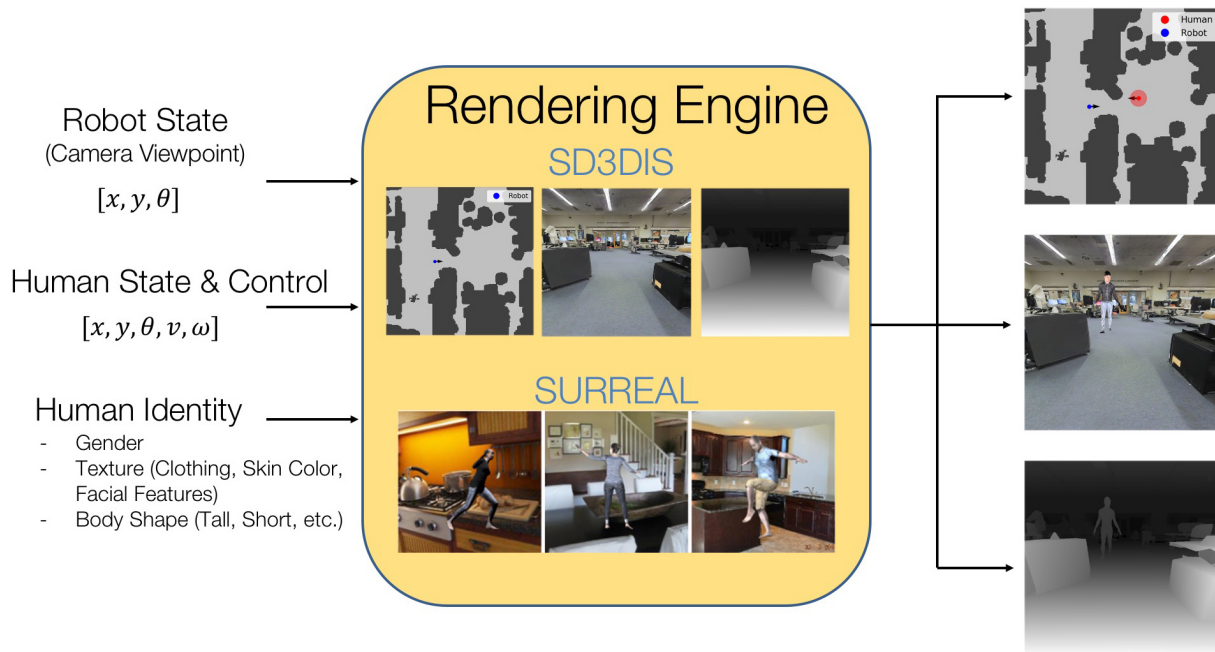 Robot State
(Camera Viewpoint)
[x, y, θ]
Human State & Control
[x, y, θ, v, ω]
Human Identity
- Gender
- Texture (Clothing, Skin Color,
Facial Features)
- Body Shape (Tall, Short, etc.)
Rendering Engine
SD3DIS
Robot
SURREAL
Human
Robot